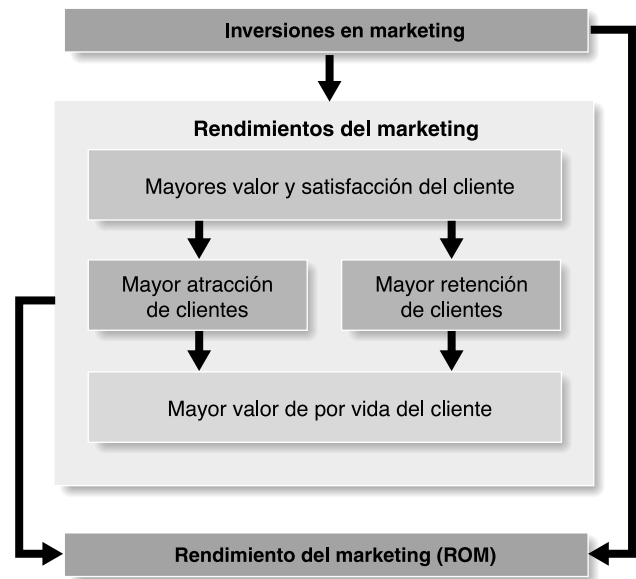 Inversiones en marketing
Rendimientos del marketing
Mayores valor y satisfacción del cliente
Mayor atracción
de clientes
Mayor retención
de clientes
Mayor valor de por vida del cliente
Rendimiento del marketing (ROM)